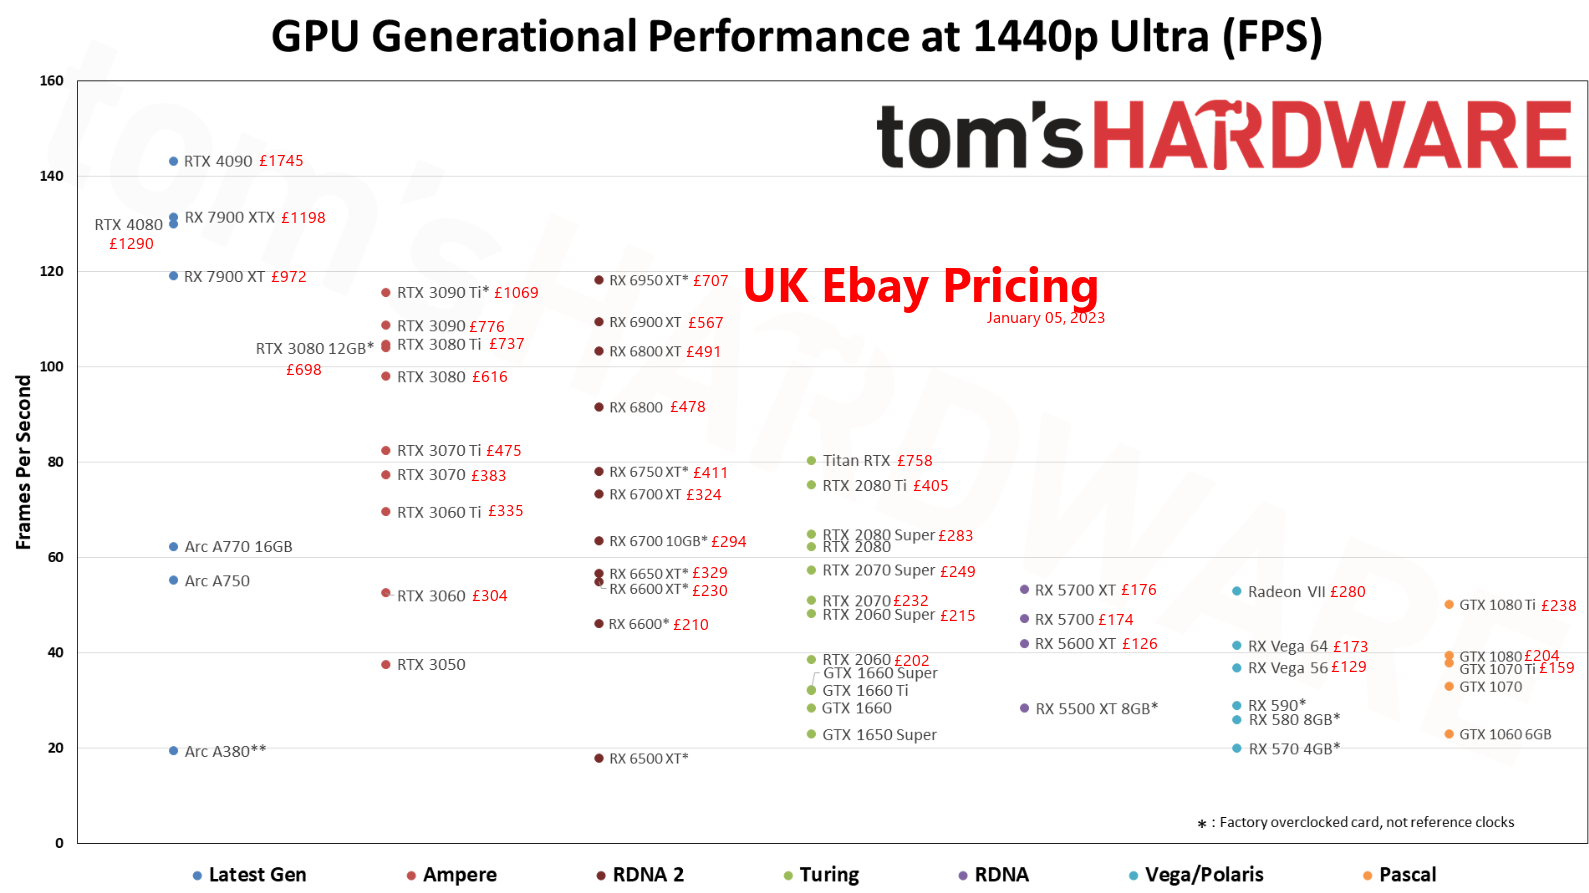 GPU Generational Performance at 1440p Ultra (FPS)
tom's HARDWARE
tom's HARDWARE
Frames Per Second
160
140
120
100
80
60
40
20
0
UK Ebay Pricing
January 05, 2023
RTX 4090 £1745
RX 7900 XTX £1198
RTX 4080
£1290
RX 7900 XT £972
Arc A770 16GB
Arc A750
Arc A380**
RTX 3090 Ti* £1069
RTX 3090 £776
RTX 3080 Ti £737
RTX 3080 12GB*
£698
RTX 3080 £616
RTX 3070 Ti £475
RTX 3070 £383
RTX 3060 Ti £335
RTX 3060 £304
RTX 3050
RX 6950 XT* £707
RX 6900 XT £567
RX 6800 XT £491
RX 6800 £478
RX 6750 XT* £411
RX 6700 XT £324
RX 6700 10GB* £294
RX 6650 XT* £329
RX 6600 XT* £230
RX 6600* £210
RX 6500 XT*
Titan RTX £758
RTX 2080 Ti £405
RTX 2080 Super £283
RTX 2080
RTX 2070 Super £249
RTX 2070 £232
RTX 2060 Super £215
RTX 2060 £202
GTX 1660 Super
GTX 1660 Ti
GTX 1660
GTX 1650 Super
RX 5700 XT £176
RX 5700 £174
RX 5600 XT £126
RX 5500 XT 8GB*
Radeon VII £280
RX Vega 64 £173
RX Vega 56 £129
RX 590*
RX 580 8GB*
RX 570 4GB*
GTX 1080 Ti £238
GTX 1080 £204
GTX 1070 Ti £159
GTX 1070
GTX 1060 6GB
* : Factory overclocked card, not reference clocks
Latest Gen
Ampere
RDNA 2
Turing
RDNA
Vega/Polaris
Pascal